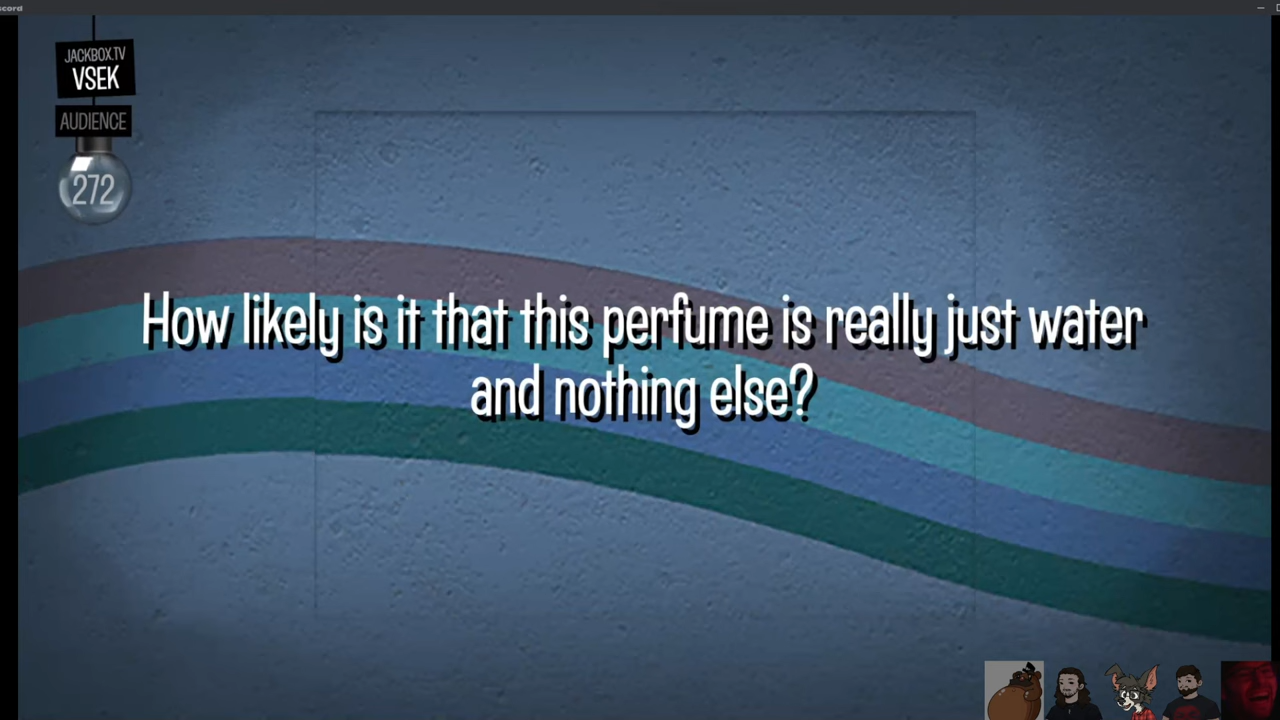 scord
JACKBOX.TV
VSEK
AUDIENCE
272
How likely is it that this perfume is really just water
and nothing else?